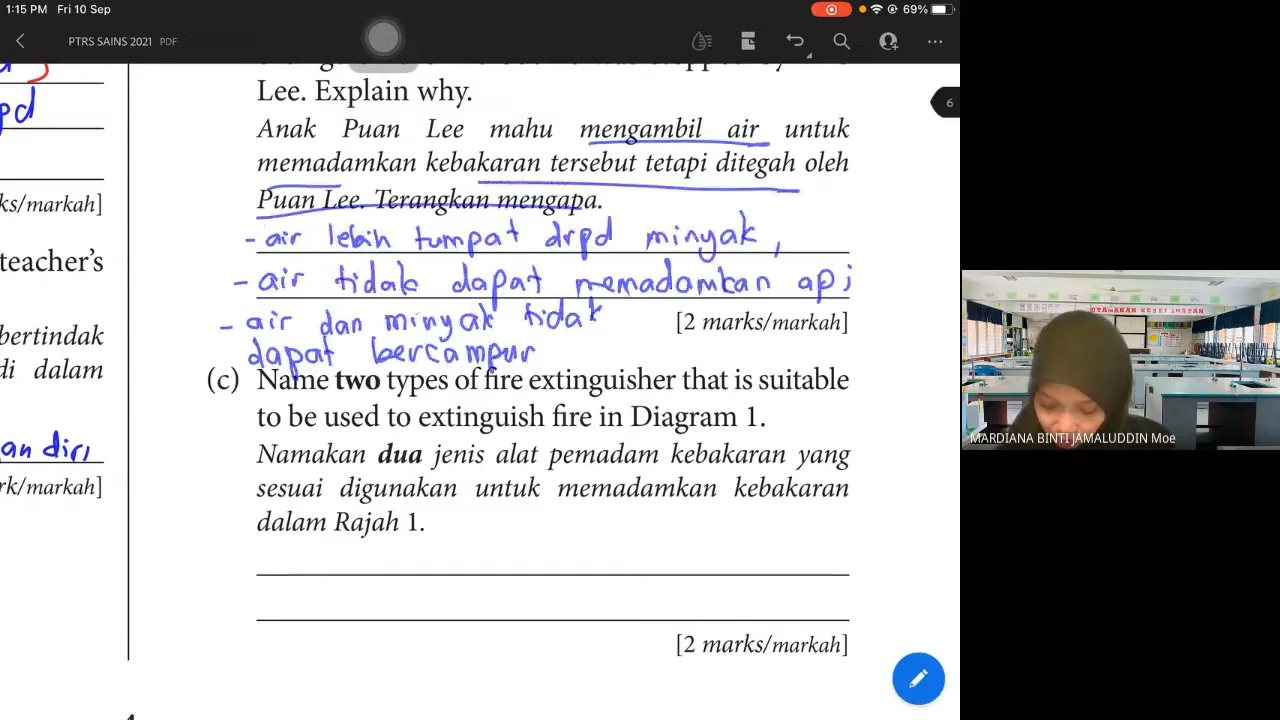 1:15 PM Fri 10 Sep
69%
PTRS SAINS 2021 PDF
6
pd
ks/markah]
teacher's
bertindak
di dalam
an diri
rk/markah]
Lee. Explain why.
Anak Puan Lee mahu mengambil air untuk
memadamkan kebakaran tersebut tetapi ditegah oleh
Puan Lee. Terangkan mengapa.
- air lebih tumpat drpd minyak,
- air tidak dapat memadamkan api
- air dan minyak tidak
[2 marks/markah]
dapat bercampur
(c) Name two types of fire extinguisher that is suitable
to be used to extinguish fire in Diagram 1.
Namakan dua jenis alat pemadam kebakaran yang
sesuai digunakan untuk memadamkan kebakaran
dalam Rajah 1.
[2 marks/markah]
UTAMAKAN KESELAMATAN
MARDIANA BINTI JAMALUDDIN Moe